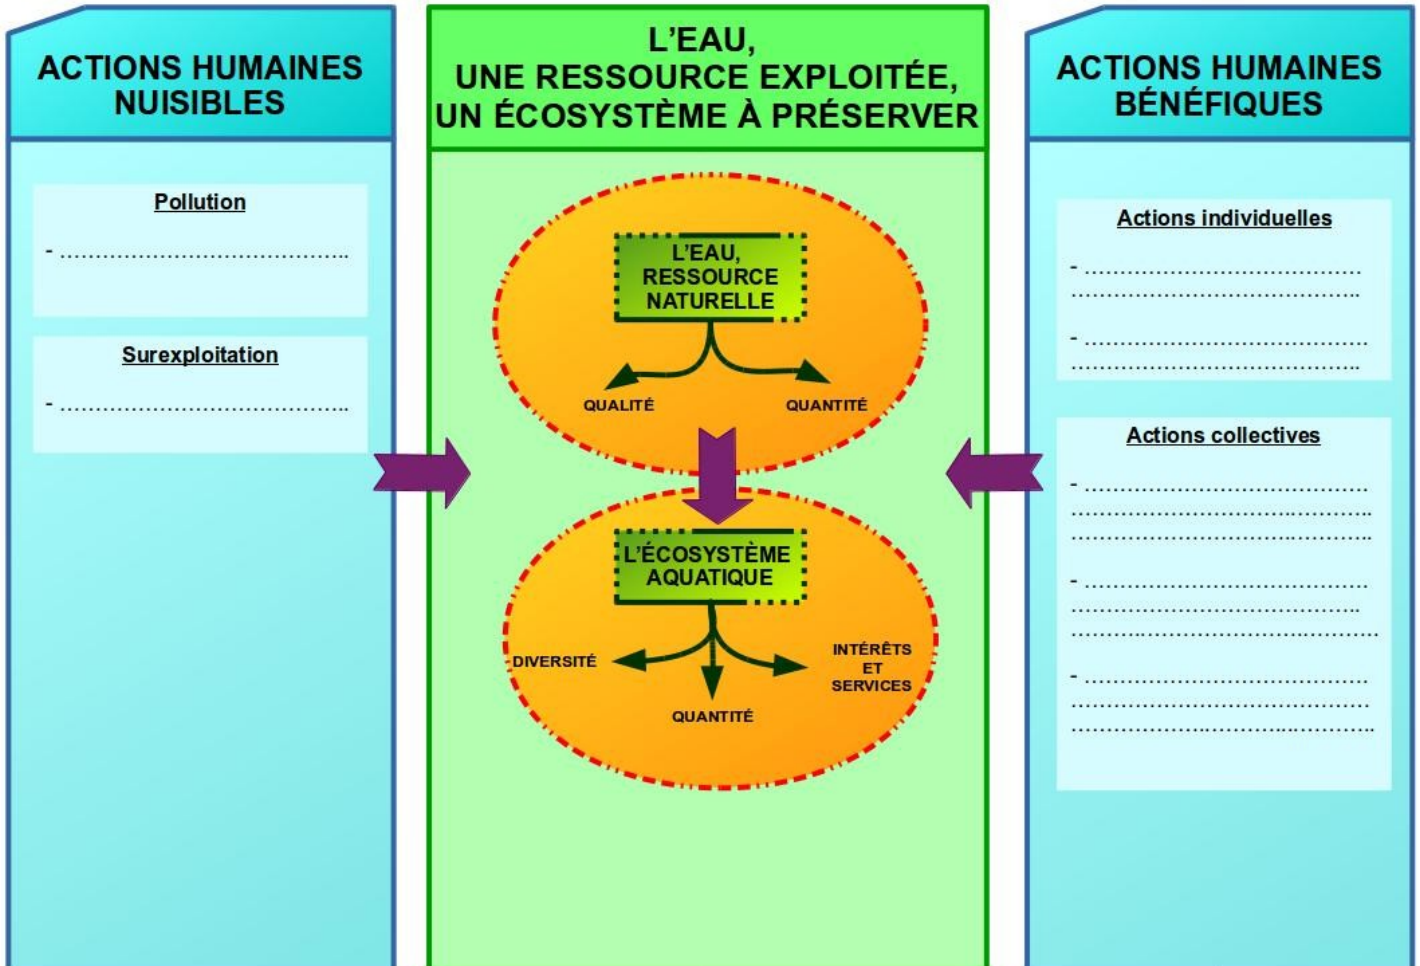 ACTIONS HUMAINES
NUISIBLES
Pollution
- …………………………………..
Surexploitation
- …………………………………..
L'EAU,
UNE RESSOURCE EXPLOITÉE,
UN ÉCOSYSTÈME À PRÉSERVER
L'EAU,
RESSOURCE
NATURELLE
QUALITÉ
QUANTITÉ
L'ÉCOSYSTÈME
AQUATIQUE
DIVERSITÉ
QUANTITÉ
INTÉRÊTS
ET
SERVICES
ACTIONS HUMAINES
BÉNÉFIQUES
Actions individuelles
- …………………………………
…………………………………..
- ………………………………….
…………………………………..
Actions collectives
- ………………………………….
………………………………..…..
…………………………..………..
- ………………………………….
…………………………………..
………..…………………..………..
- ………………………………….
……………………………………
………………..………...………..